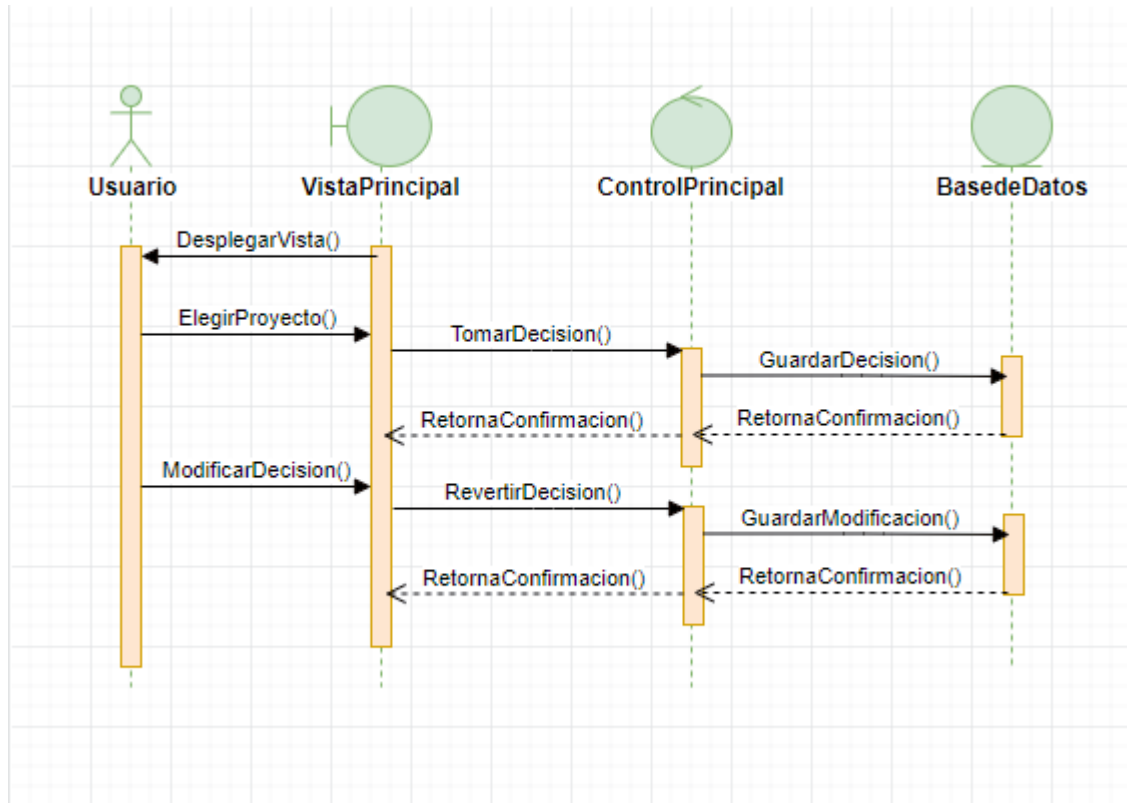 Usuario
VistaPrincipal
ControlPrincipal
BasedeDatos
DesplegarVista()
ElegirProyecto()
TomarDecision()
GuardarDecision()
RetornaConfirmacion()
RetornaConfirmacion()
ModificarDecision()
RevertirDecision()
GuardarModificacion()
RetornaConfirmacion()
RetornaConfirmacion()